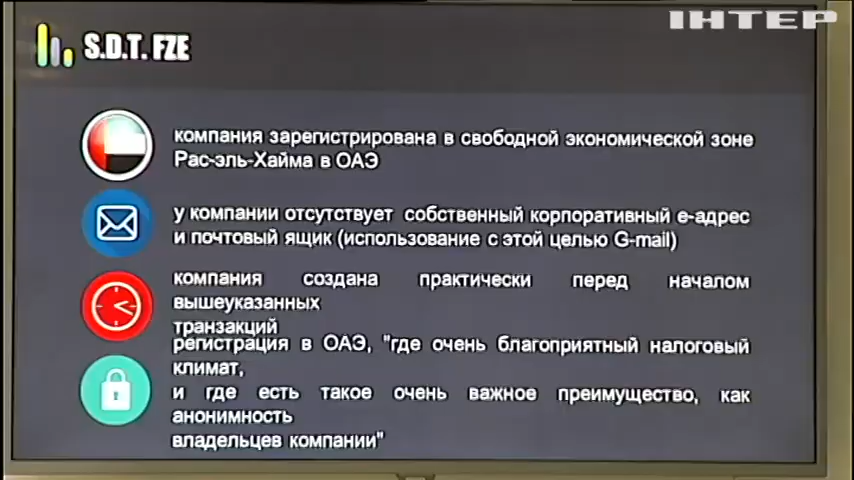 ІНТЕР
S.D.T. FZE
компания зарегистрирована в свободной экономической зоне
Рас-эль-Хайма в ОАЭ
у компании отсутствует собственный корпоративный е-адрес
и почтовый ящик (использование с этой целью G-mail)
компания создана практически перед началом
вышеуказанных
транзакций
регистрация в ОАЭ, "где очень благоприятный налоговый
климат,
и где есть такое очень важное преимущество, как
анонимность
владельцев компании"